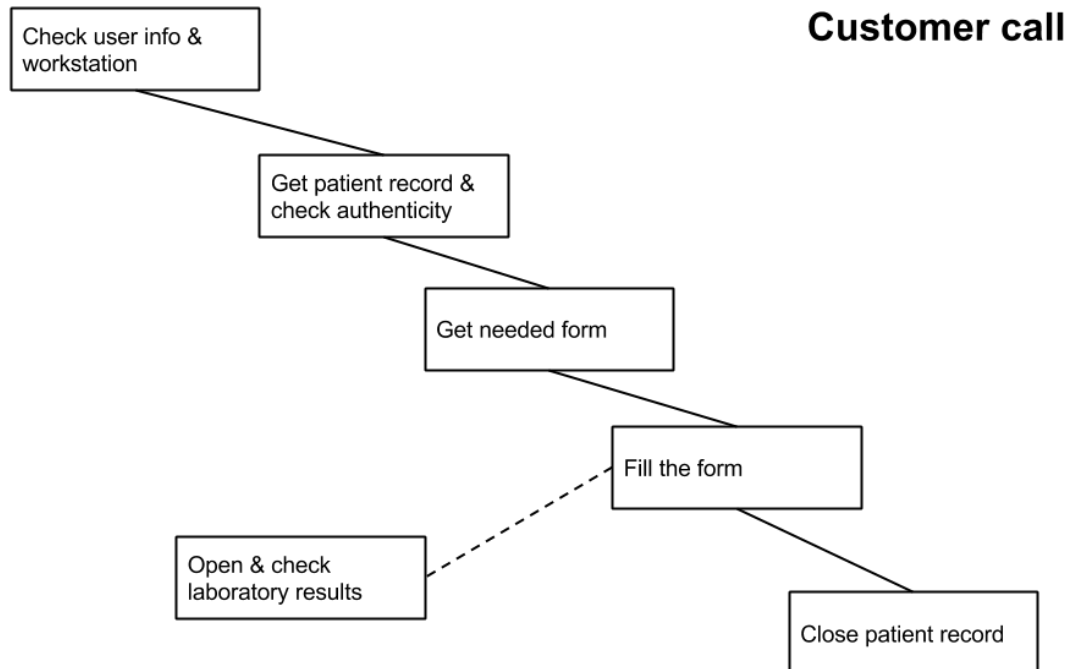 Customer call
Check user info &
workstation
Get patient record &
check authenticity
Get needed form
Fill the form
Open & check
laboratory results
Close patient record